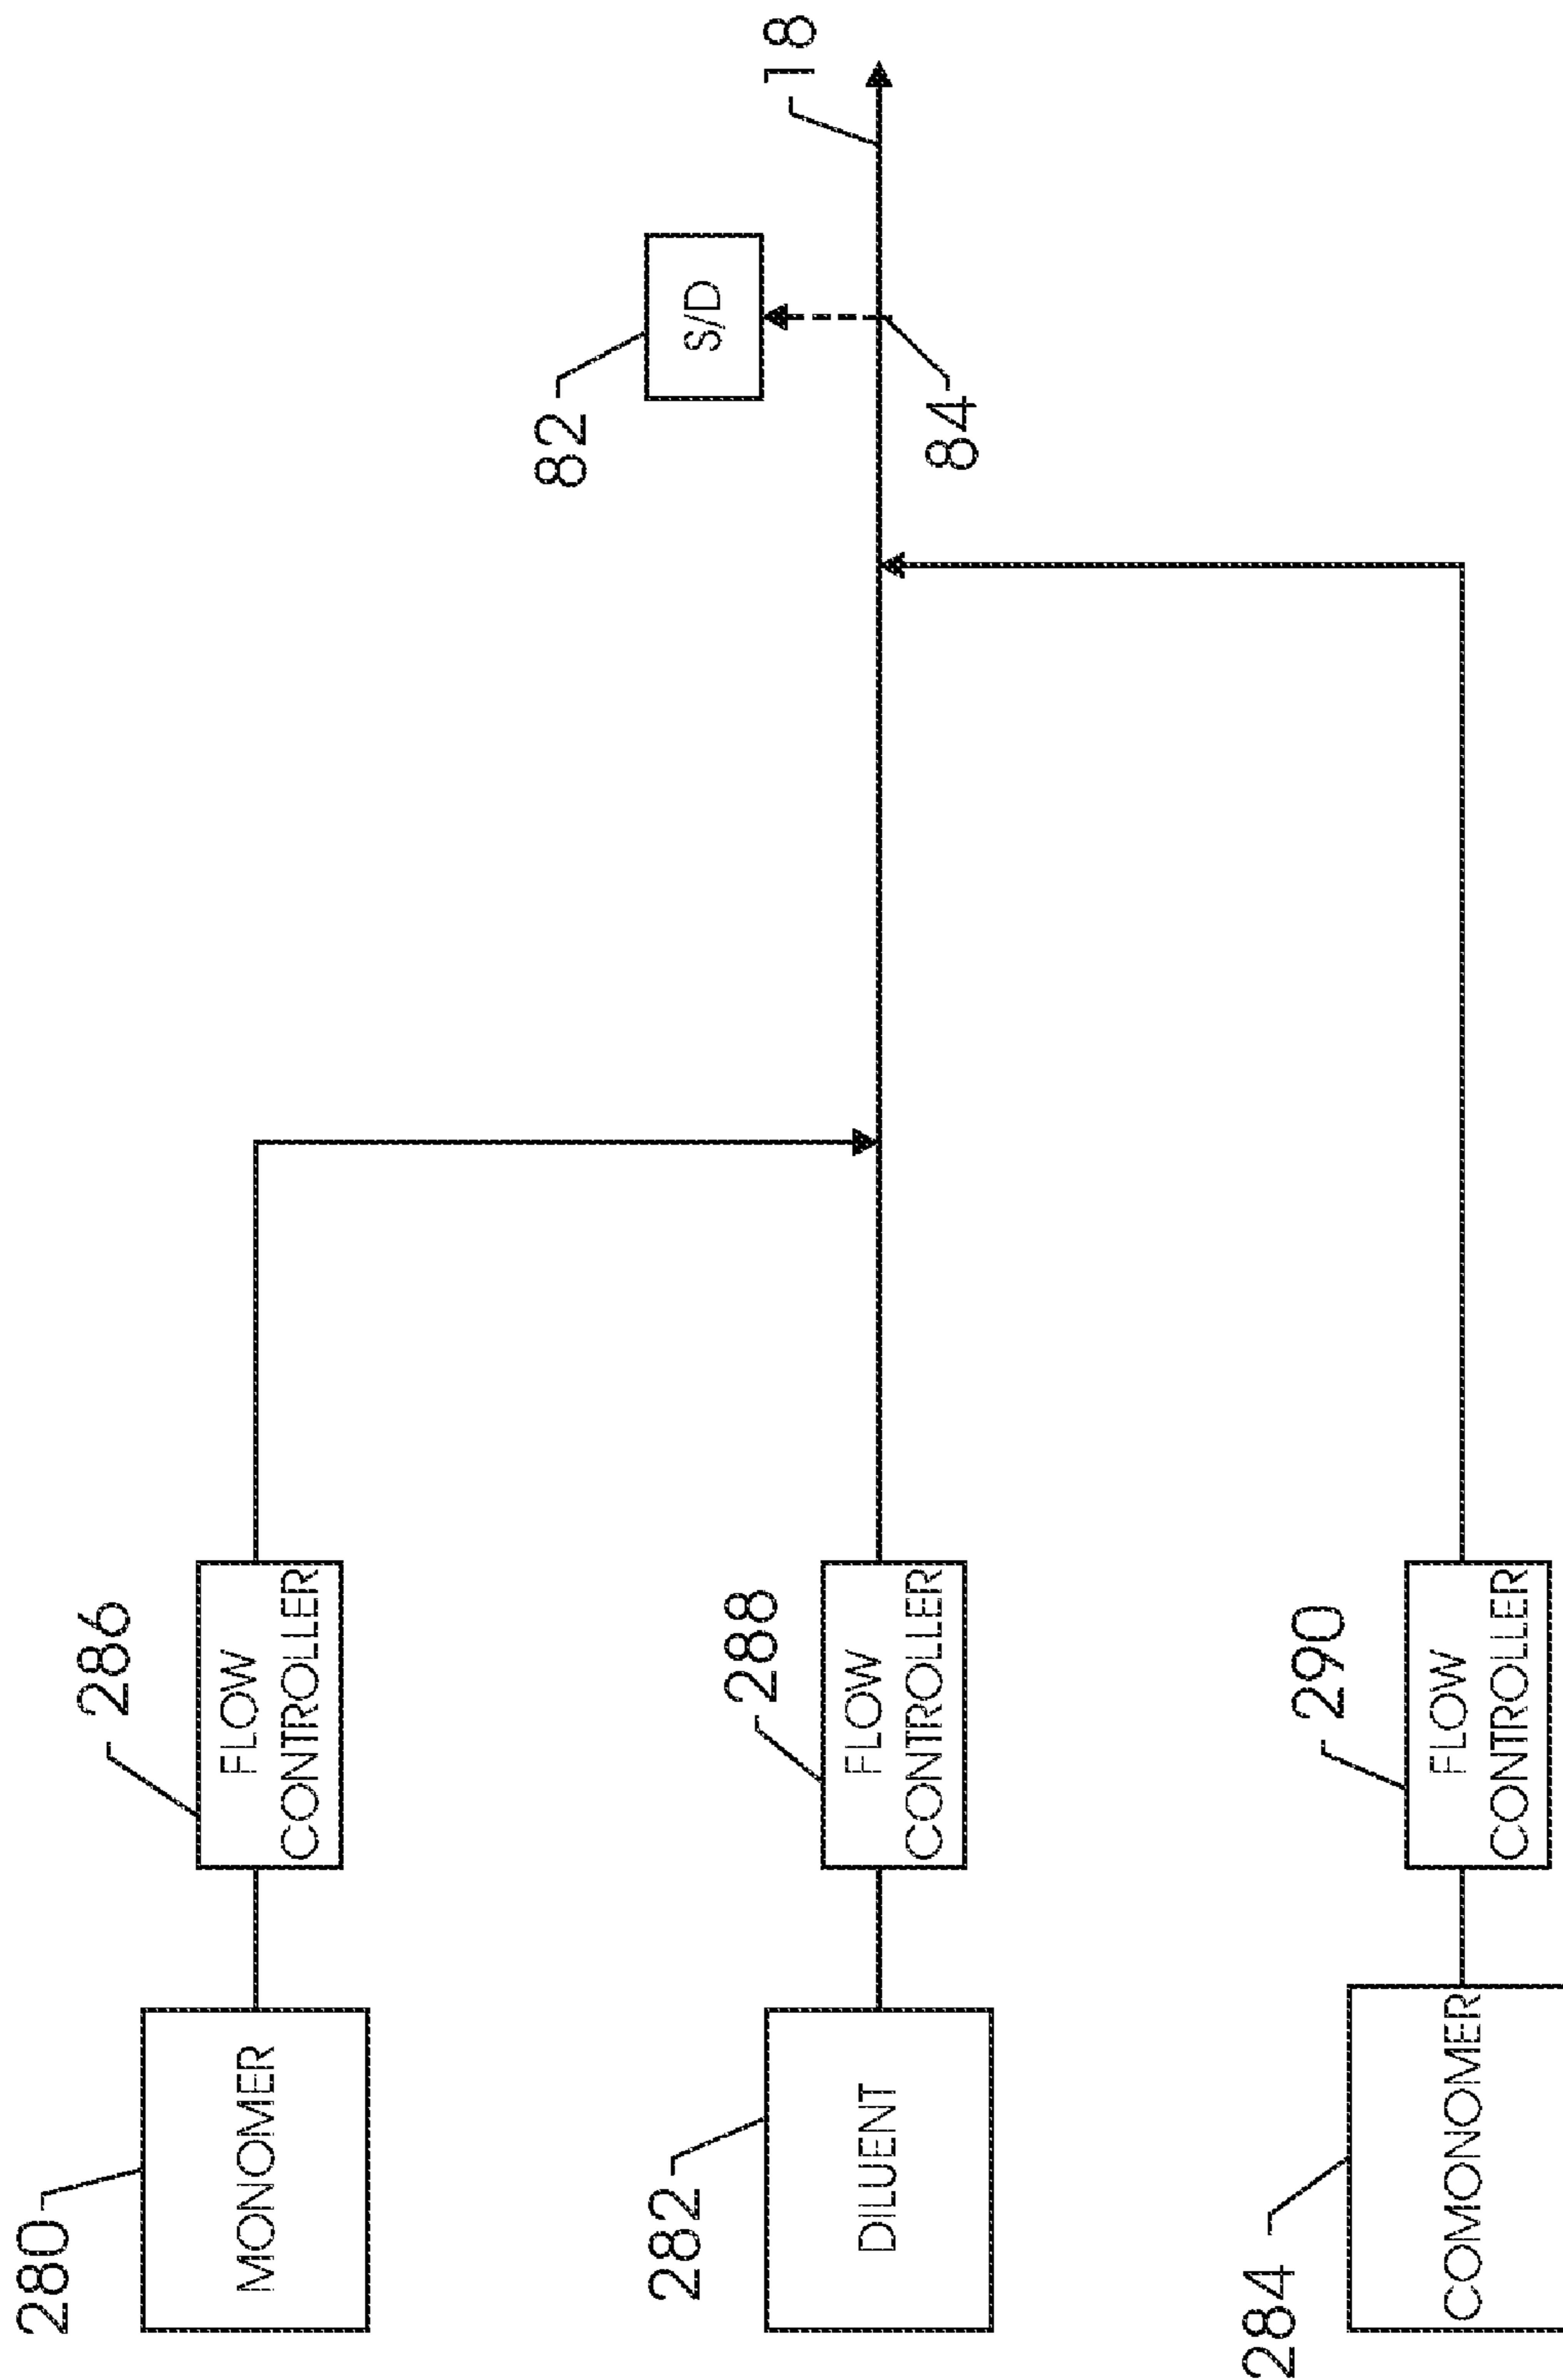 280
MONOMER
286
FLOW
CONTROLLER
282
DILUENT
288
FLOW
CONTROLLER
82
S/D
84
18
284
COMONOMER
290
FLOW
CONTROLLER